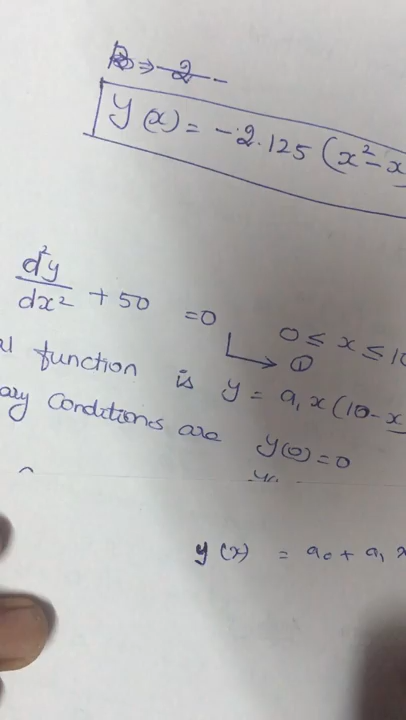 ⇒ 2
y(x) = -2.125 (x² - x
d²y/dx² + 50 = 0
0 ≤ x ≤ 10
①
function is y = a₁ x (10 - x
Conditions are y(0) = 0
y(x) = a₀ + a₁ x